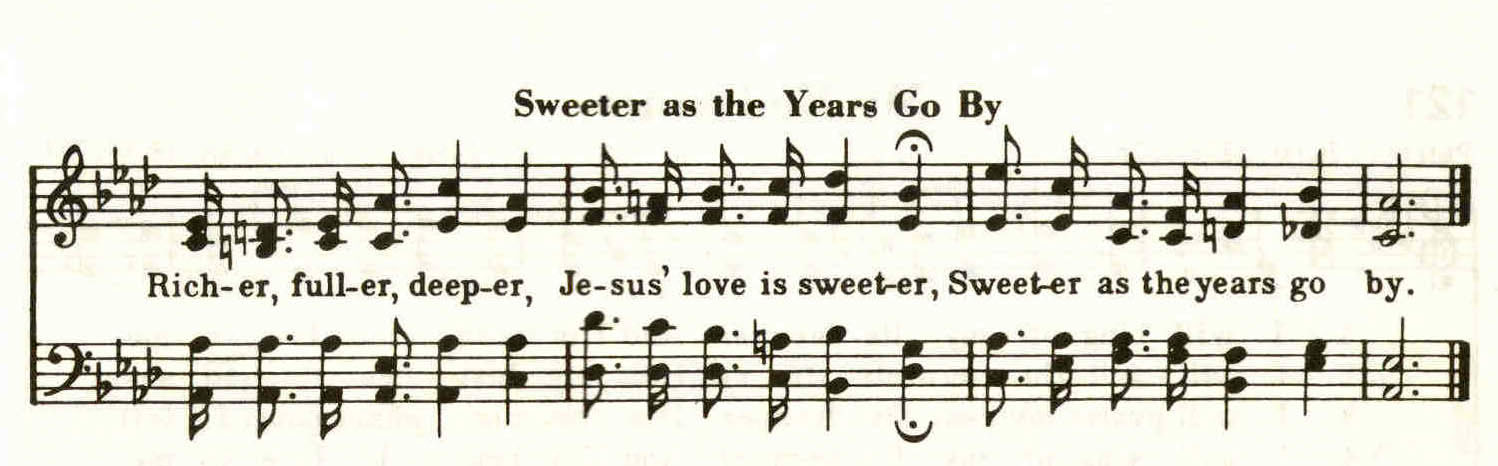 Sweeter as the Years Go By
Rich-er, full-er, deep-er, Je-sus' love is sweet-er, Sweet-er as the years go by.